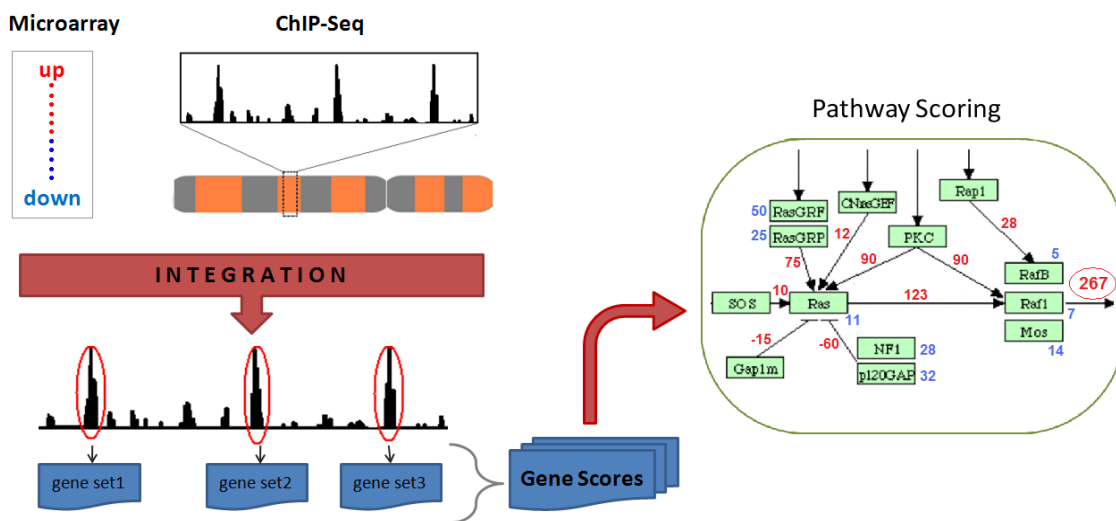 Microarray
ChIP-Seq
up
down
INTEGRATION
gene set1
gene set2
gene set3
Gene Scores
Pathway Scoring
50
RasGRF
CNrasGEF
Rap1
25
RasGRP
12
PKC
28
75
90
90
5
RafB
267
SOS
10
Ras
123
Raf1
11
7
-15
-60
NF1
28
Mos
14
Gap1m
p120GAP
32